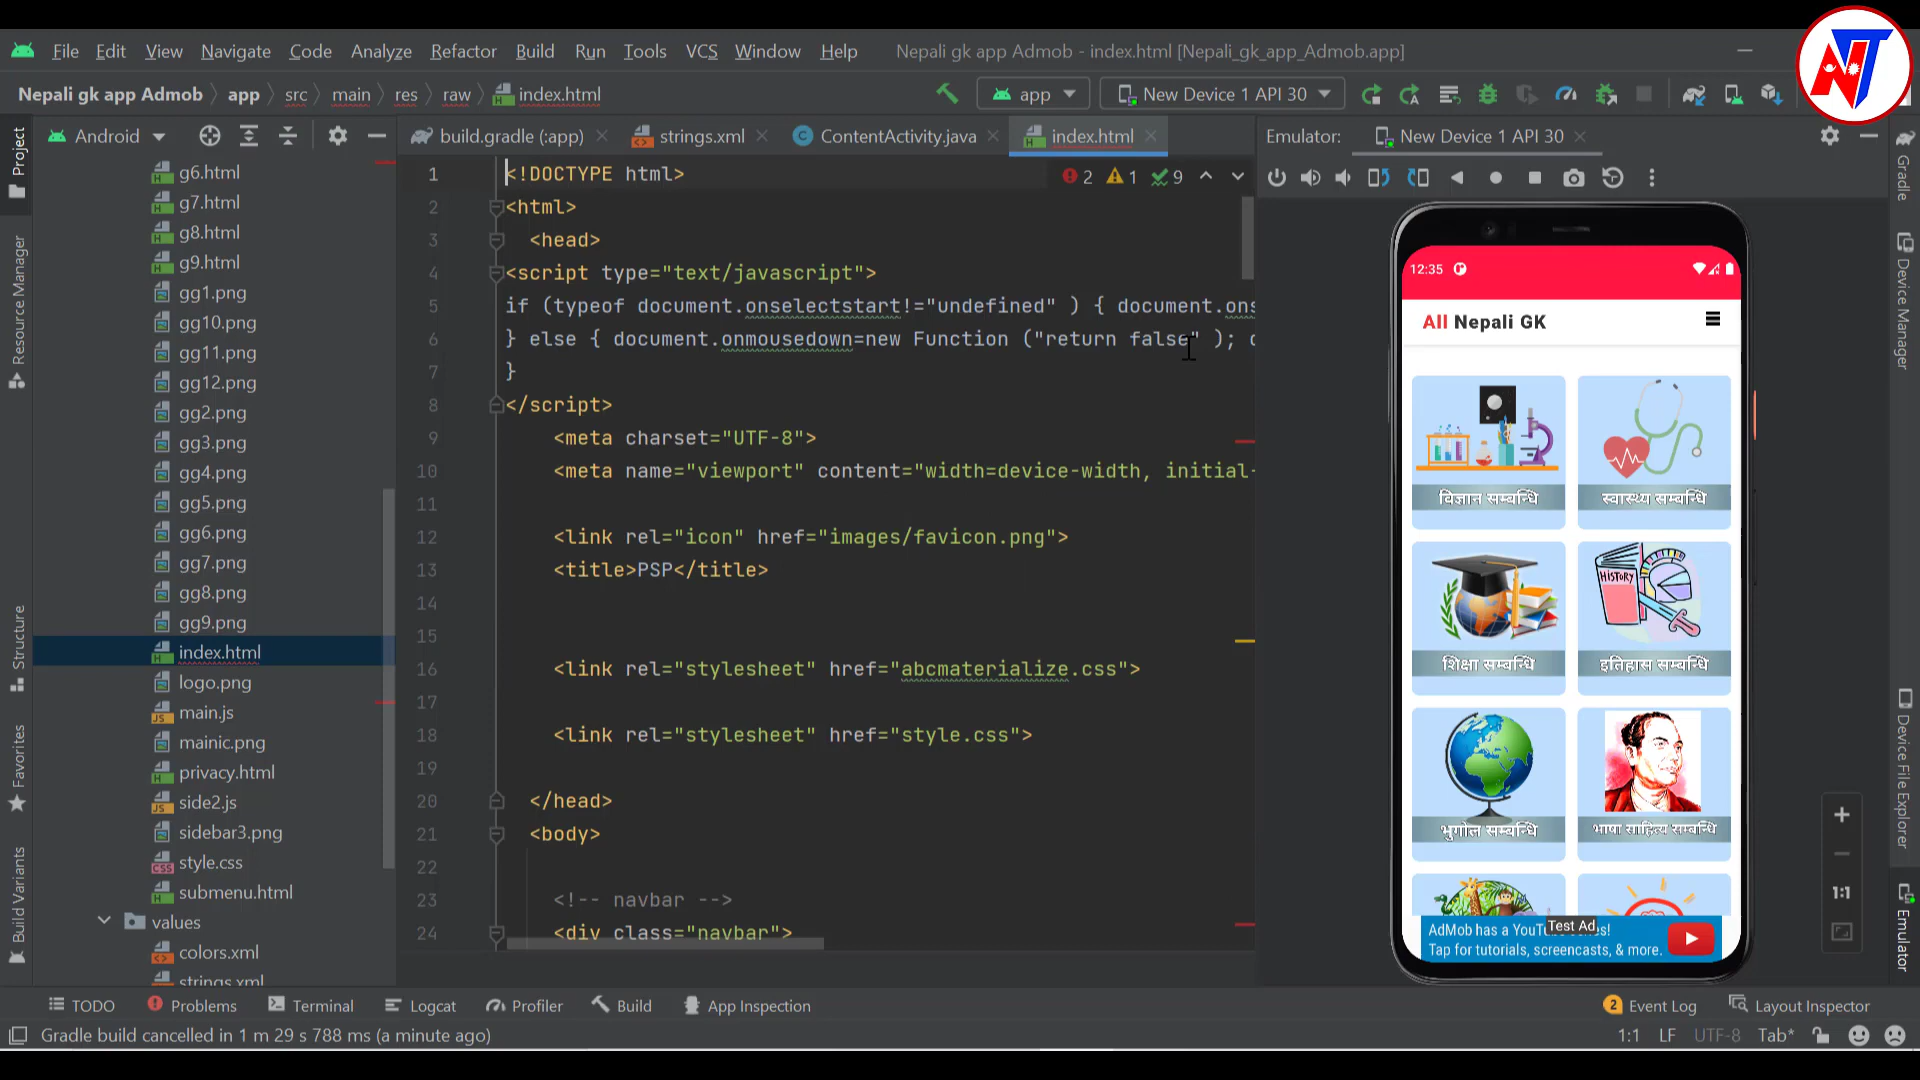 NT
File Edit View Navigate Code Analyze Refactor Build Run Tools VCS Window Help Nepali gk app Admob - index.html [Nepali_gk_app_Admob.app]
Nepali gk app Admob app src main res raw index.html app New Device 1 API 30
Project
Resource Manager
Structure
Favorites
Build Variants
Android
g6.html
g7.html
g8.html
g9.html
gg1.png
gg10.png
gg11.png
gg12.png
gg2.png
gg3.png
gg4.png
gg5.png
gg6.png
gg7.png
gg8.png
gg9.png
index.html
logo.png
main.js
mainic.png
privacy.html
side2.js
sidebar3.png
style.css
submenu.html
values
colors.xml
strings.xml
build.gradle (:app) strings.xml ContentActivity.java index.html
2 1 9
1 <!DOCTYPE html>
2 <html>
3 <head>
4 <script type="text/javascript">
5 if (typeof document.onselectstart!="undefined" ) { document.ons
6 } else { document.onmousedown=new Function ("return false" );
7 }
8 </script>
9 <meta charset="UTF-8">
10 <meta name="viewport" content="width=device-width, initial-
11
12 <link rel="icon" href="images/favicon.png">
13 <title>PSP</title>
14
15
16 <link rel="stylesheet" href="abcmaterialize.css">
17
18 <link rel="stylesheet" href="style.css">
19
20 </head>
21 <body>
22
23 <!-- navbar -->
24 <div class="navbar">
Emulator: New Device 1 API 30
12:35
All Nepali GK
विज्ञान सम्बन्धि
स्वास्थ्य सम्बन्धि
HISTORY
शिक्षा सम्बन्धि
इतिहास सम्बन्धि
भुगोल सम्बन्धि
भाषा साहित्य सम्बन्धि
Test Ad
AdMob has a YouTube
Tap for tutorials, screencasts, & more.
1:1
Gradle
Device Manager
Device File Explorer
Emulator
TODO Problems Terminal Logcat Profiler Build App Inspection 2 Event Log Layout Inspector
Gradle build cancelled in 1 m 29 s 788 ms (a minute ago) 1:1 LF UTF-8 Tab*